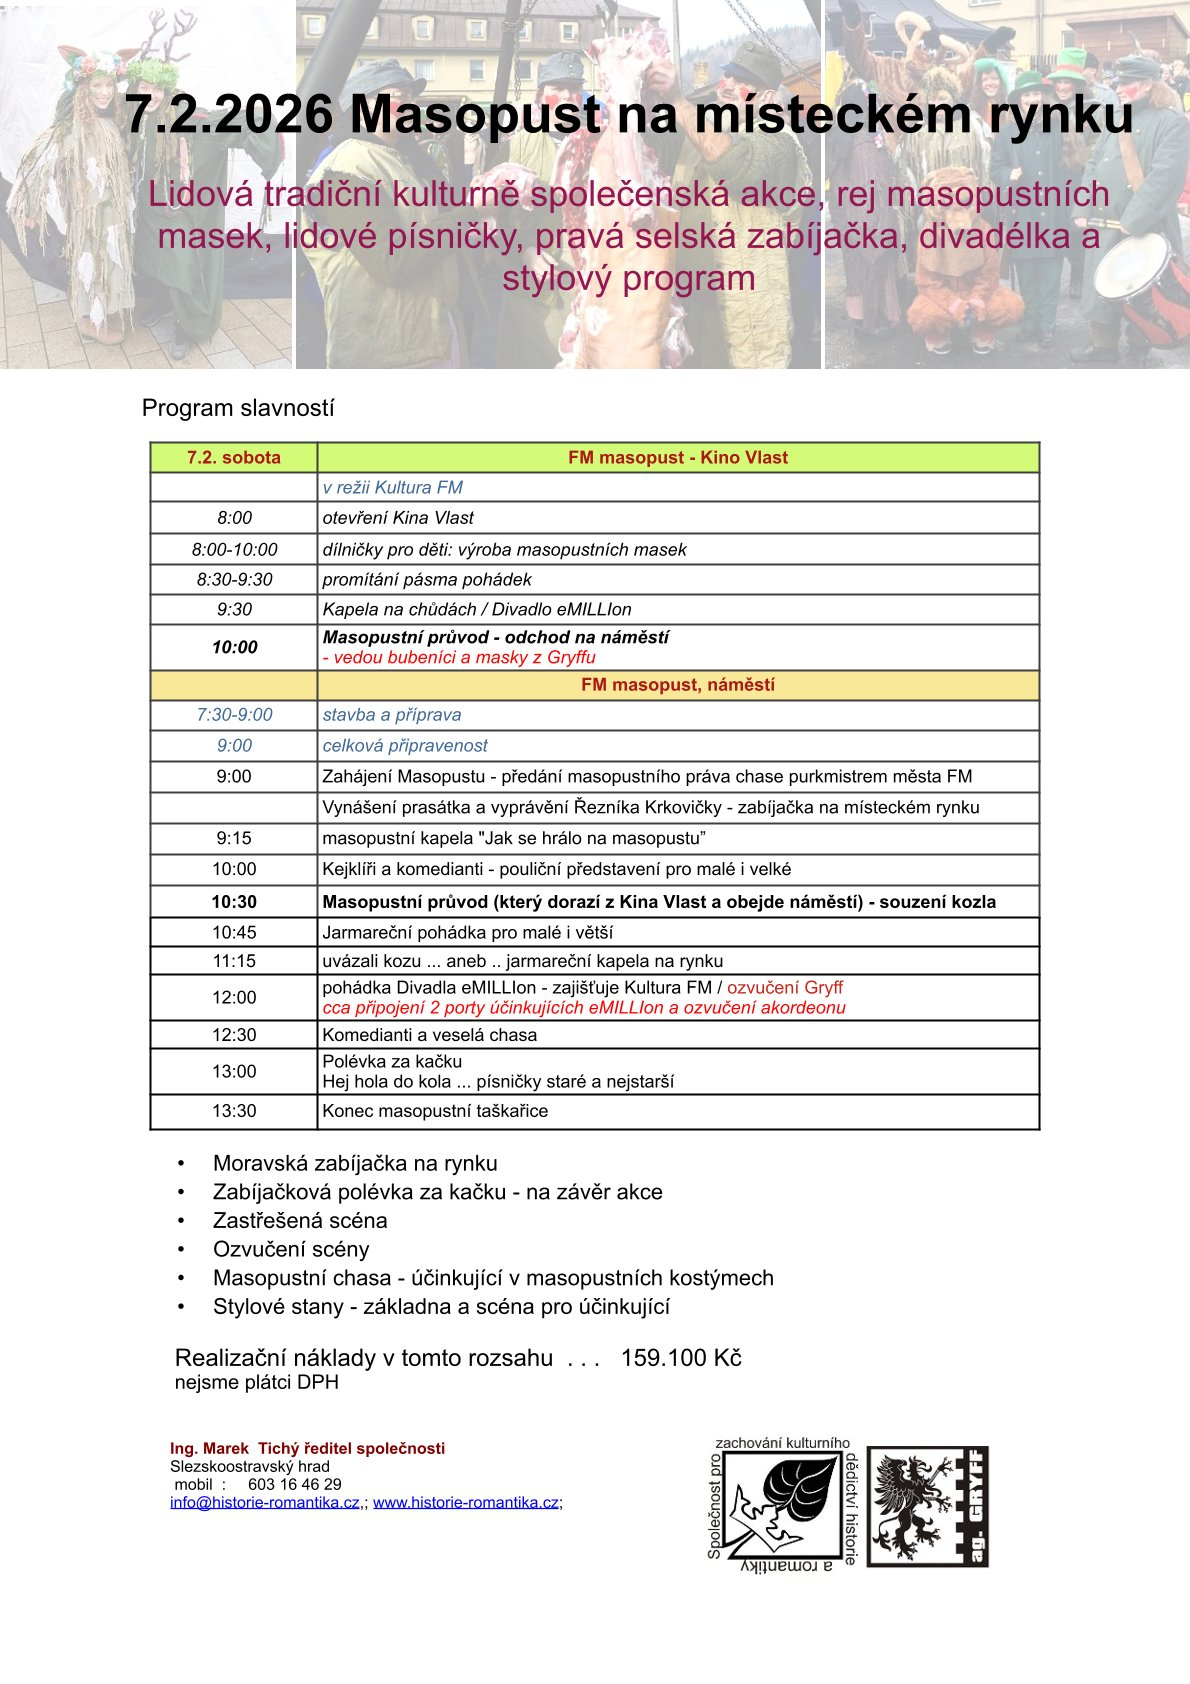 7.2.2026 Masopust na místeckém rynku
Lidová tradiční kulturně společenská akce, rej masopustních
masek, lidové písničky, pravá selská zabíjačka, divadélka a
stylový program
Program slavností
7.2. sobota FM masopust - Kino Vlast
v režii Kultura FM
8:00 otevření Kina Vlast
8:00-10:00 dílničky pro děti: výroba masopustních masek
8:30-9:30 promítání pásma pohádek
9:30 Kapela na chůdách / Divadlo eMILLIon
10:00 Masopustní průvod - odchod na náměstí
- vedou bubeníci a masky z Gryffu
FM masopust, náměstí
7:30-9:00 stavba a příprava
9:00 celková připravenost
9:00 Zahájení Masopustu - předání masopustního práva chase purkmistrem města FM
Vynášení prasátka a vyprávění Řezníka Krkovičky - zabíjačka na místeckém rynku
9:15 masopustní kapela "Jak se hrálo na masopustu”
10:00 Kejklíři a komedianti - pouliční představení pro malé i velké
10:30 Masopustní průvod (který dorazí z Kina Vlast a obejde náměstí) - souzení kozla
10:45 Jarmareční pohádka pro malé i větší
11:15 uvázali kozu ... aneb .. jarmareční kapela na rynku
12:00 pohádka Divadla eMILLIon - zajišťuje Kultura FM / ozvučení Gryff
cca připojení 2 porty účinkujících eMILLIon a ozvučení akordeonu
12:30 Komedianti a veselá chasa
13:00 Polévka za kačku
Hej hola do kola ... písničky staré a nejstarší
13:30 Konec masopustní taškařice
• Moravská zabíjačka na rynku
• Zabíjačková polévka za kačku - na závěr akce
• Zastřešená scéna
• Ozvučení scény
• Masopustní chasa - účinkující v masopustních kostýmech
• Stylové stany - základna a scéna pro účinkující
Realizační náklady v tomto rozsahu . . . 159.100 Kč
nejsme plátci DPH
Ing. Marek Tichý ředitel společnosti
Slezskoostravský hrad
mobil : 603 16 46 29
info@historie-romantika.cz,; www.historie-romantika.cz;
Společnost pro
zachování kulturního
dědictví historie
a romantiky
ag. GRYFF